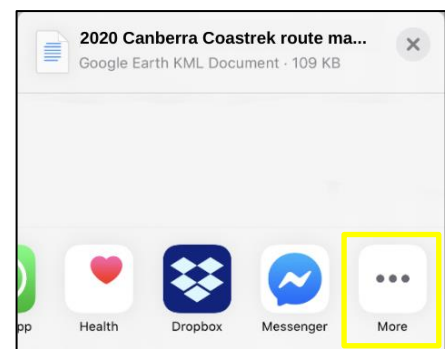 2020 Canberra Coastrek route ma...
Google Earth KML Document · 109 KB
pp Health Dropbox Messenger More